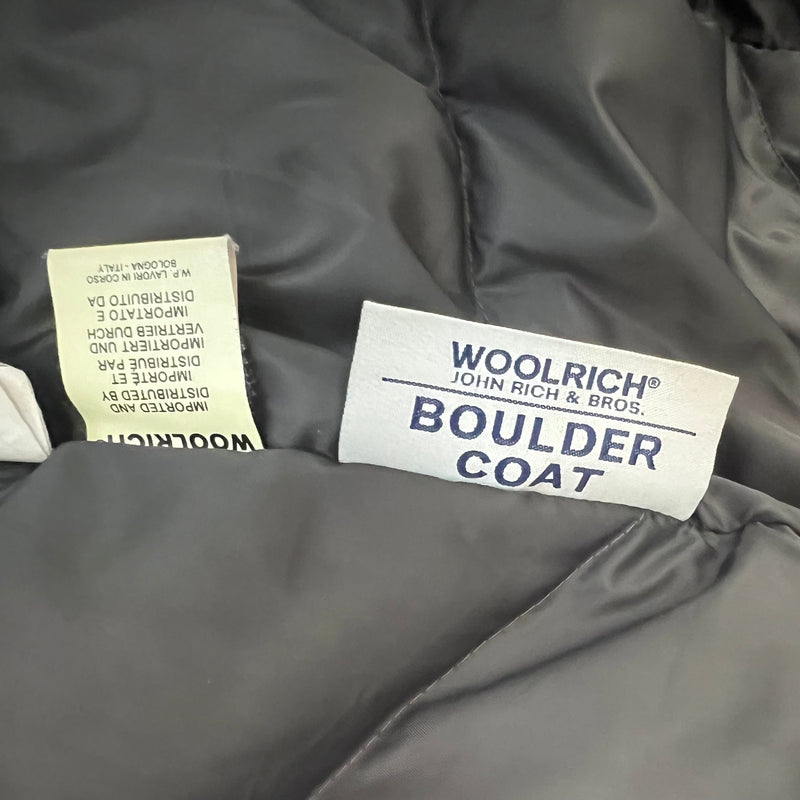 WOOLRICH®
IMPORTED AND
DISTRIBUTED BY
IMPORTÉ ET
DISTRIBUÉ PAR
IMPORTIERT UND
VERTRIEB DURCH
IMPORTATO E
DISTRIBUITO DA
W.P. LAVORI IN CORSO
BOLOGNA - ITALY
WOOLRICH®
JOHN RICH & BROS.
BOULDER
COAT